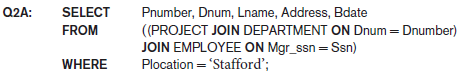 Q2A: SELECT Pnumber, Dnum, Lname, Address, Bdate
FROM ((PROJECT JOIN DEPARTMENT ON Dnum = Dnumber)
JOIN EMPLOYEE ON Mgr_ssn = Ssn)
WHERE Plocation = ‘Stafford’;